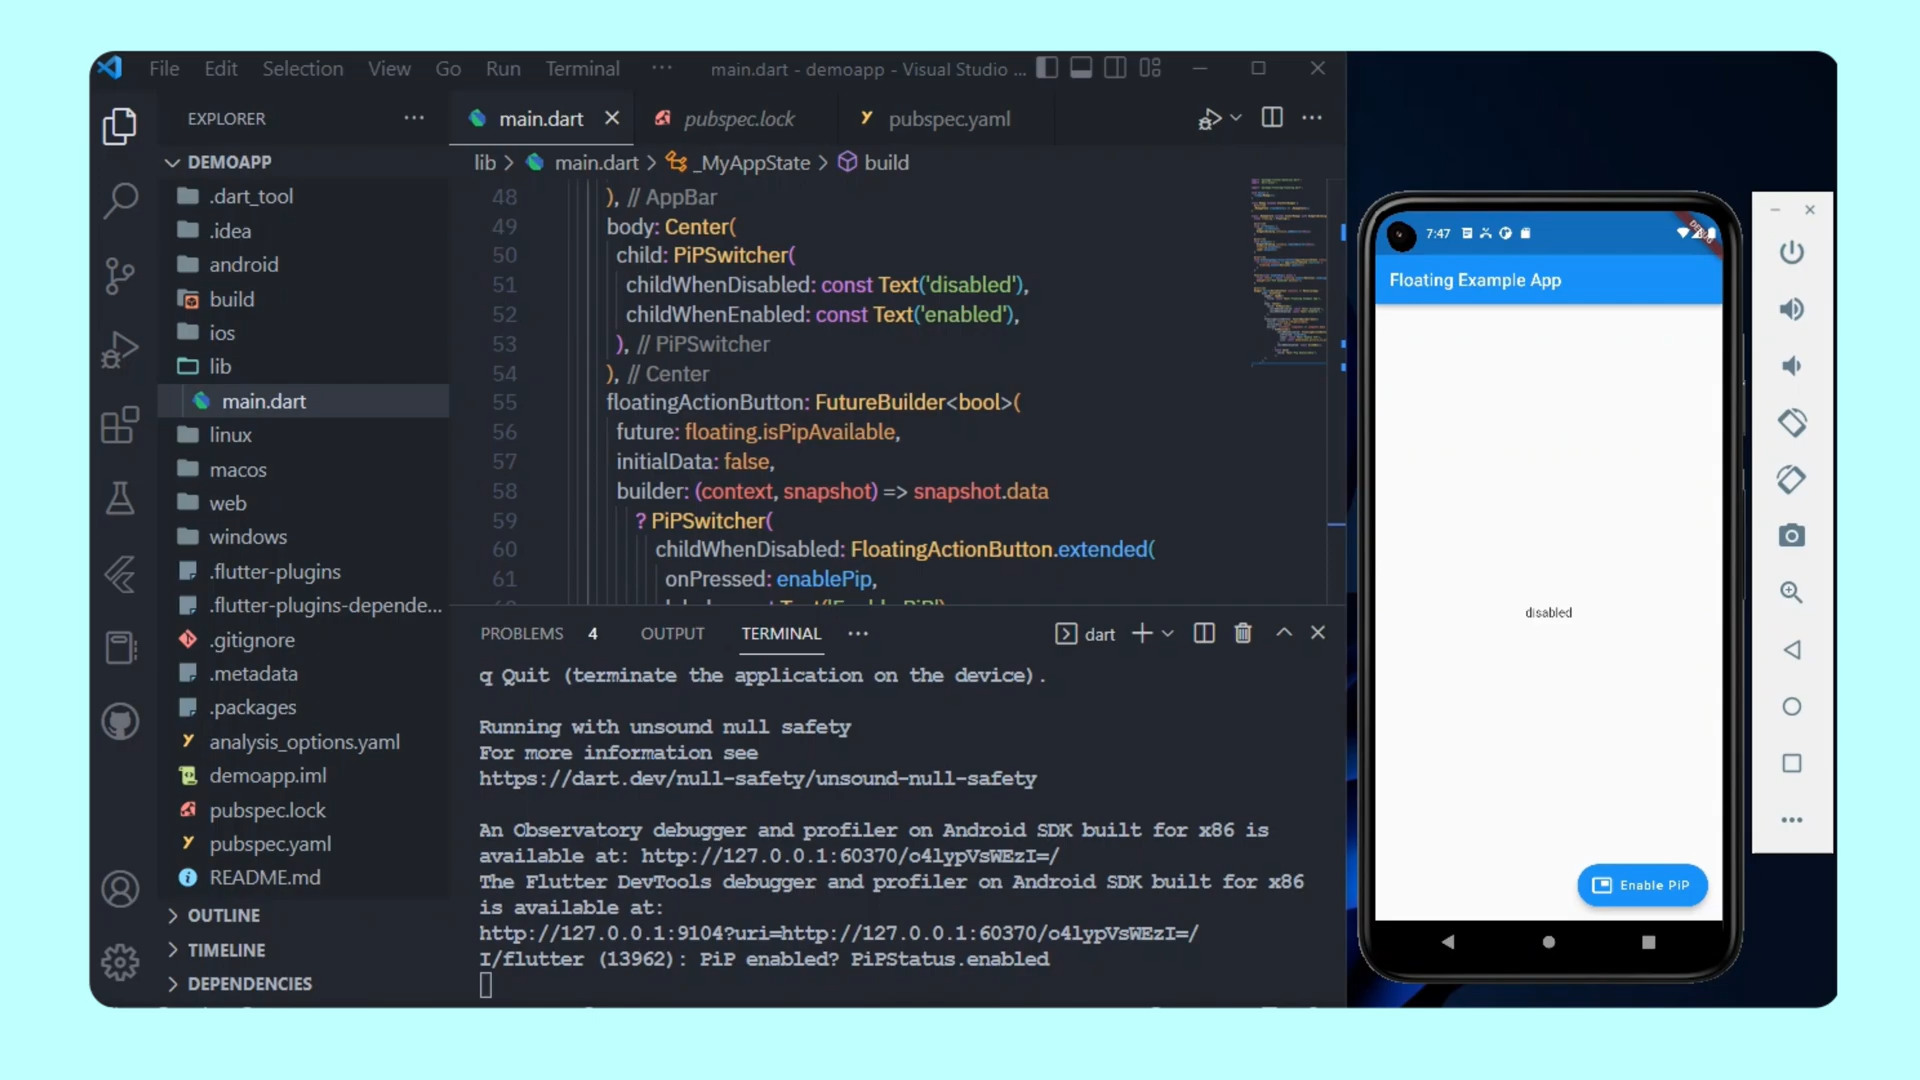 File Edit Selection View Go Run Terminal ··· main.dart - demoapp - Visual Studio ...
EXPLORER ···
main.dart
pubspec.lock
pubspec.yaml
DEMOAPP
lib > main.dart > _MyAppState > build
.dart_tool
.idea
android
build
ios
lib
main.dart
linux
macos
web
windows
.flutter-plugins
.flutter-plugins-depende...
.gitignore
.metadata
.packages
analysis_options.yaml
demoapp.iml
pubspec.lock
pubspec.yaml
README.md
OUTLINE
TIMELINE
DEPENDENCIES
48 ), // AppBar
49 body: Center(
50 child: PiPSwitcher(
51 childWhenDisabled: const Text('disabled'),
52 childWhenEnabled: const Text('enabled'),
53 ), // PiPSwitcher
54 ), // Center
55 floatingActionButton: FutureBuilder<bool>(
56 future: floating.isPipAvailable,
57 initialData: false,
58 builder: (context, snapshot) => snapshot.data
59 ? PiPSwitcher(
60 childWhenDisabled: FloatingActionButton.extended(
61 onPressed: enablePip,
PROBLEMS 4 OUTPUT TERMINAL ··· dart
q Quit (terminate the application on the device).
Running with unsound null safety
For more information see
https://dart.dev/null-safety/unsound-null-safety
An Observatory debugger and profiler on Android SDK built for x86 is
available at: http://127.0.0.1:60370/o4lypVsWEzI=/
The Flutter DevTools debugger and profiler on Android SDK built for x86
is available at:
http://127.0.0.1:9104?uri=http://127.0.0.1:60370/o4lypVsWEzI=/
I/flutter (13962): PiP enabled? PiPStatus.enabled
7:47
DEBUG
Floating Example App
disabled
Enable PiP